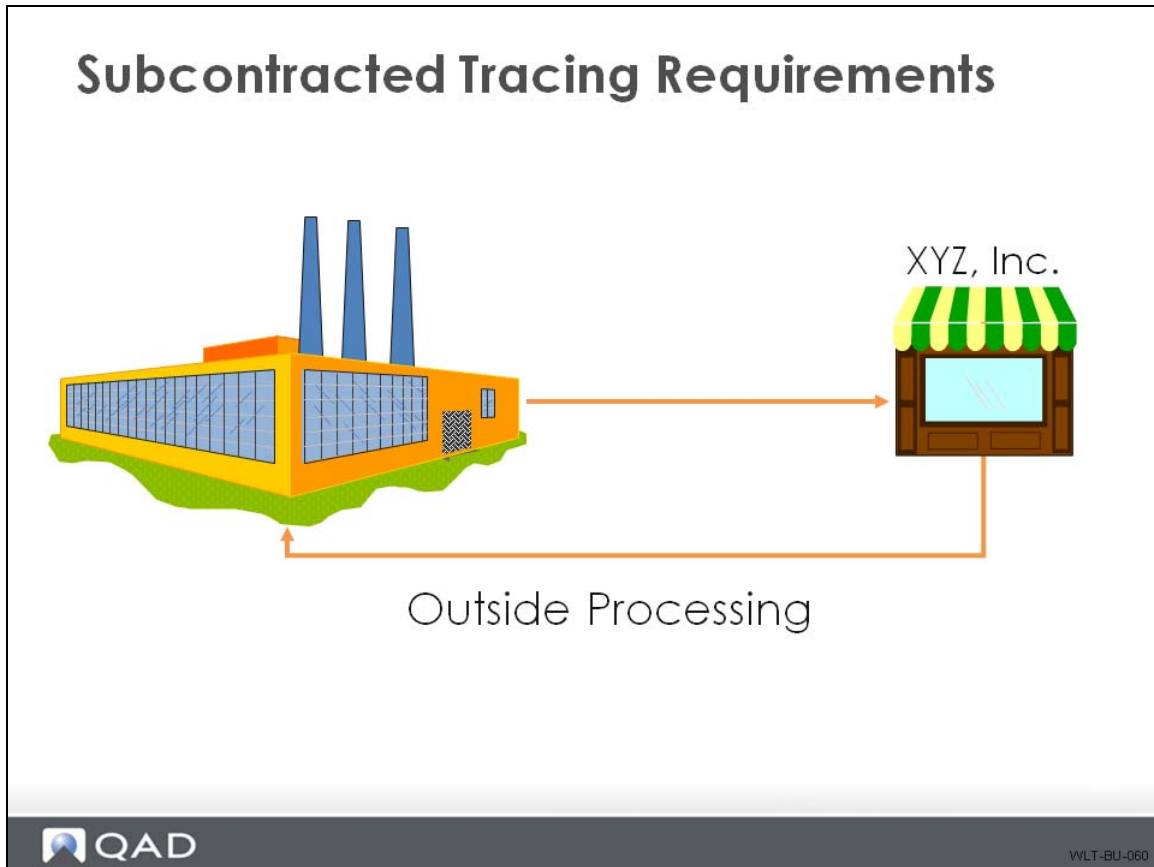 Subcontracted Tracing Requirements
XYZ, Inc.
Outside Processing
QAD
WLT-BU-060